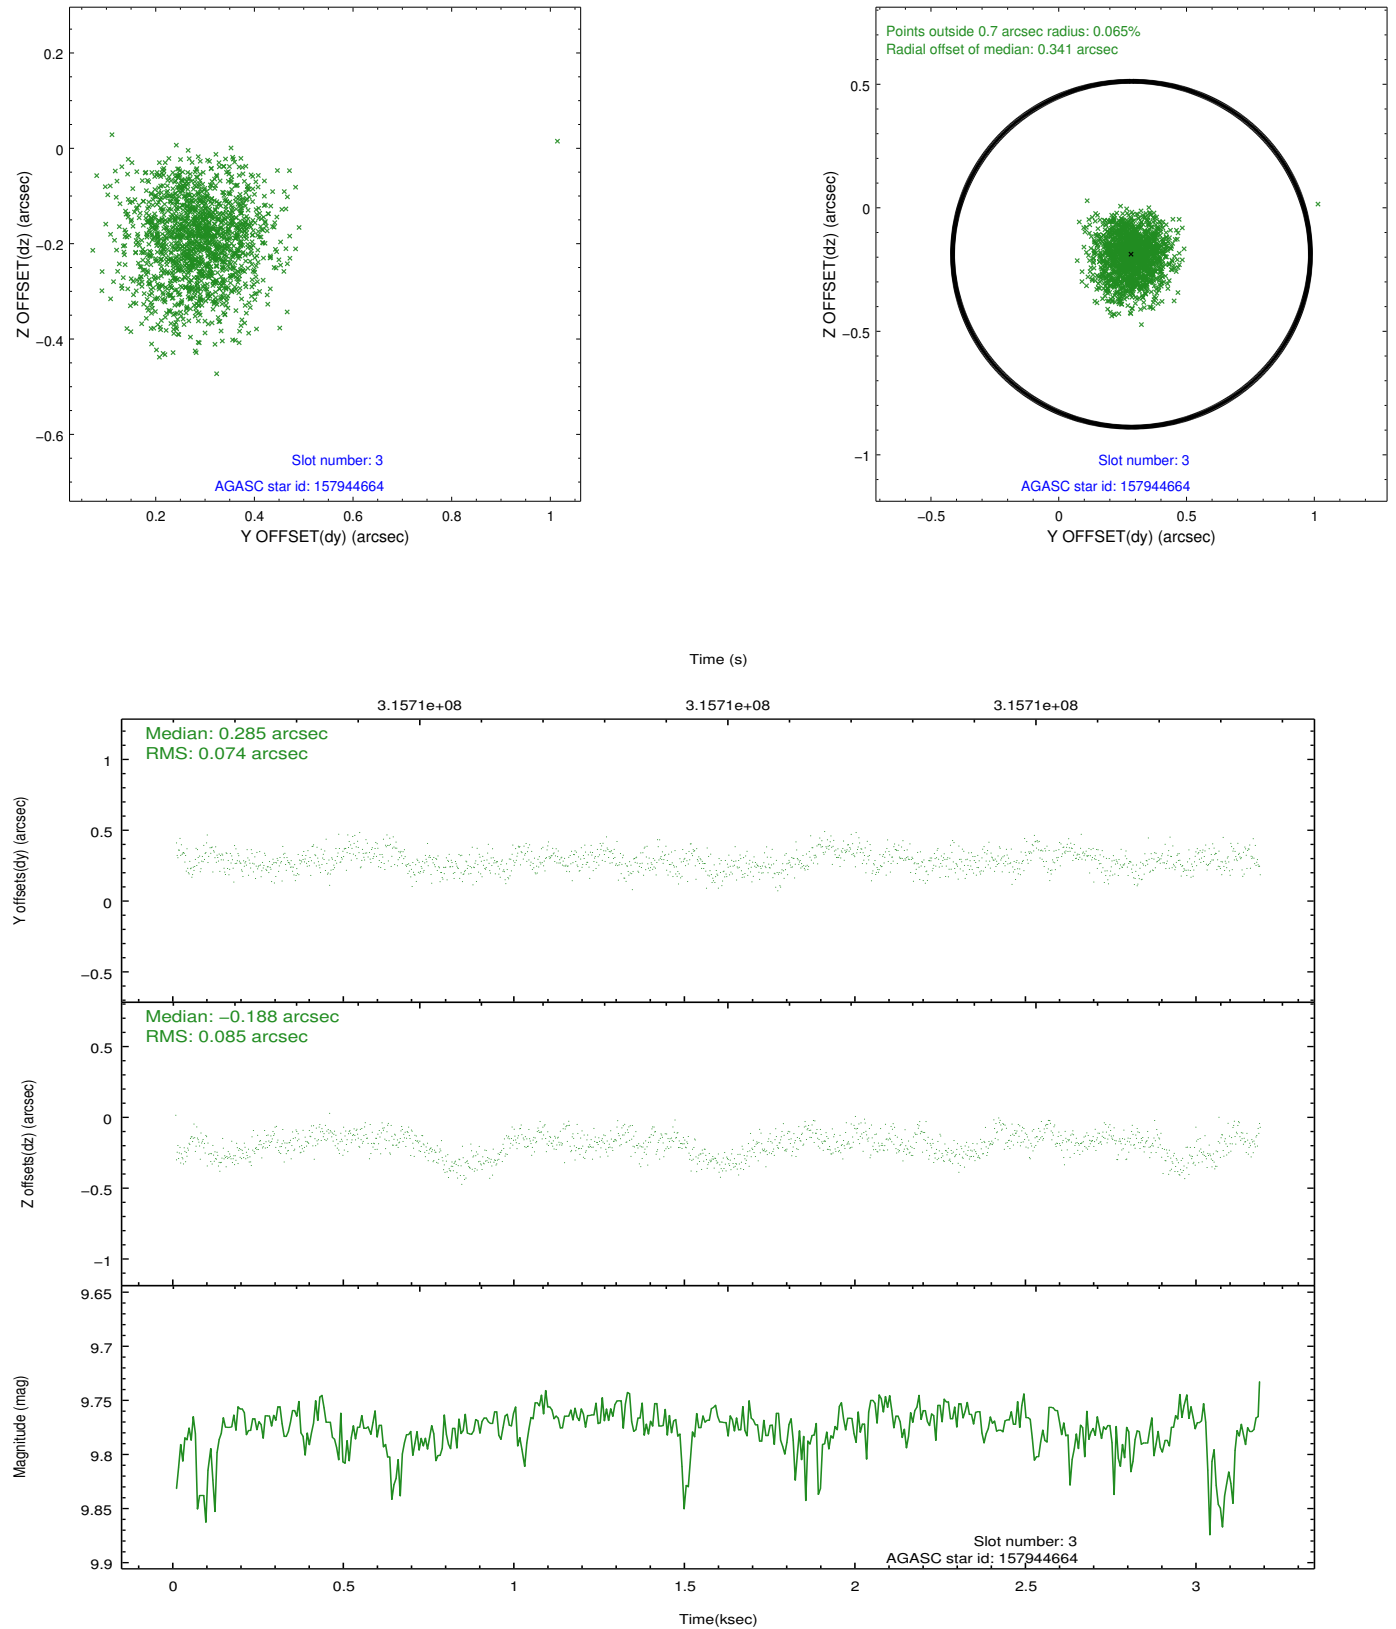 0.2
0
−0.2
−0.4
−0.6
Z OFFSET(dz) (arcsec)
Slot number: 3
AGASC star id: 157944664
0.2 0.4 0.6 0.8 1
Y OFFSET(dy) (arcsec)
Points outside 0.7 arcsec radius: 0.065%
Radial offset of median: 0.341 arcsec
0.5
0
−0.5
−1
Z OFFSET(dz) (arcsec)
Slot number: 3
AGASC star id: 157944664
−0.5 0 0.5 1
Y OFFSET(dy) (arcsec)
Time (s)
3.1571e+08 3.1571e+08 3.1571e+08
Median: 0.285 arcsec
RMS: 0.074 arcsec
1
0.5
0
−0.5
Y offsets(dy) (arcsec)
Median: −0.188 arcsec
RMS: 0.085 arcsec
0.5
0
−0.5
−1
Z offsets(dz) (arcsec)
9.65
9.7
9.75
9.8
9.85
9.9
Magnitude (mag)
Slot number: 3
AGASC star id: 157944664
0 0.5 1 1.5 2 2.5 3
Time(ksec)